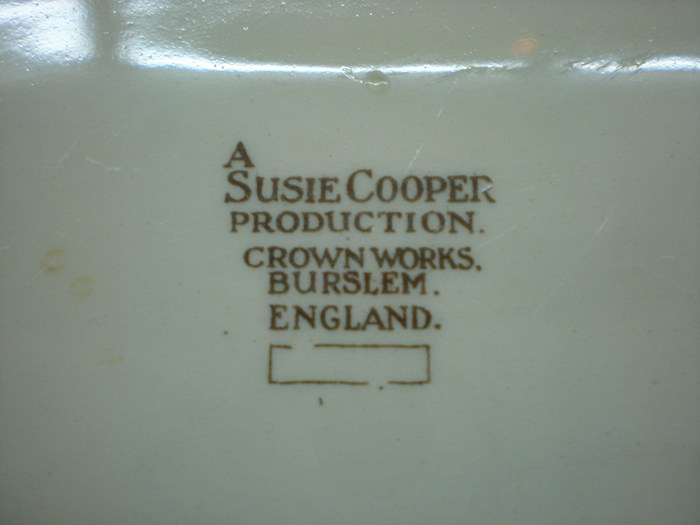 A
SUSIE COOPER
PRODUCTION.
CROWN WORKS.
BURSLEM.
ENGLAND.